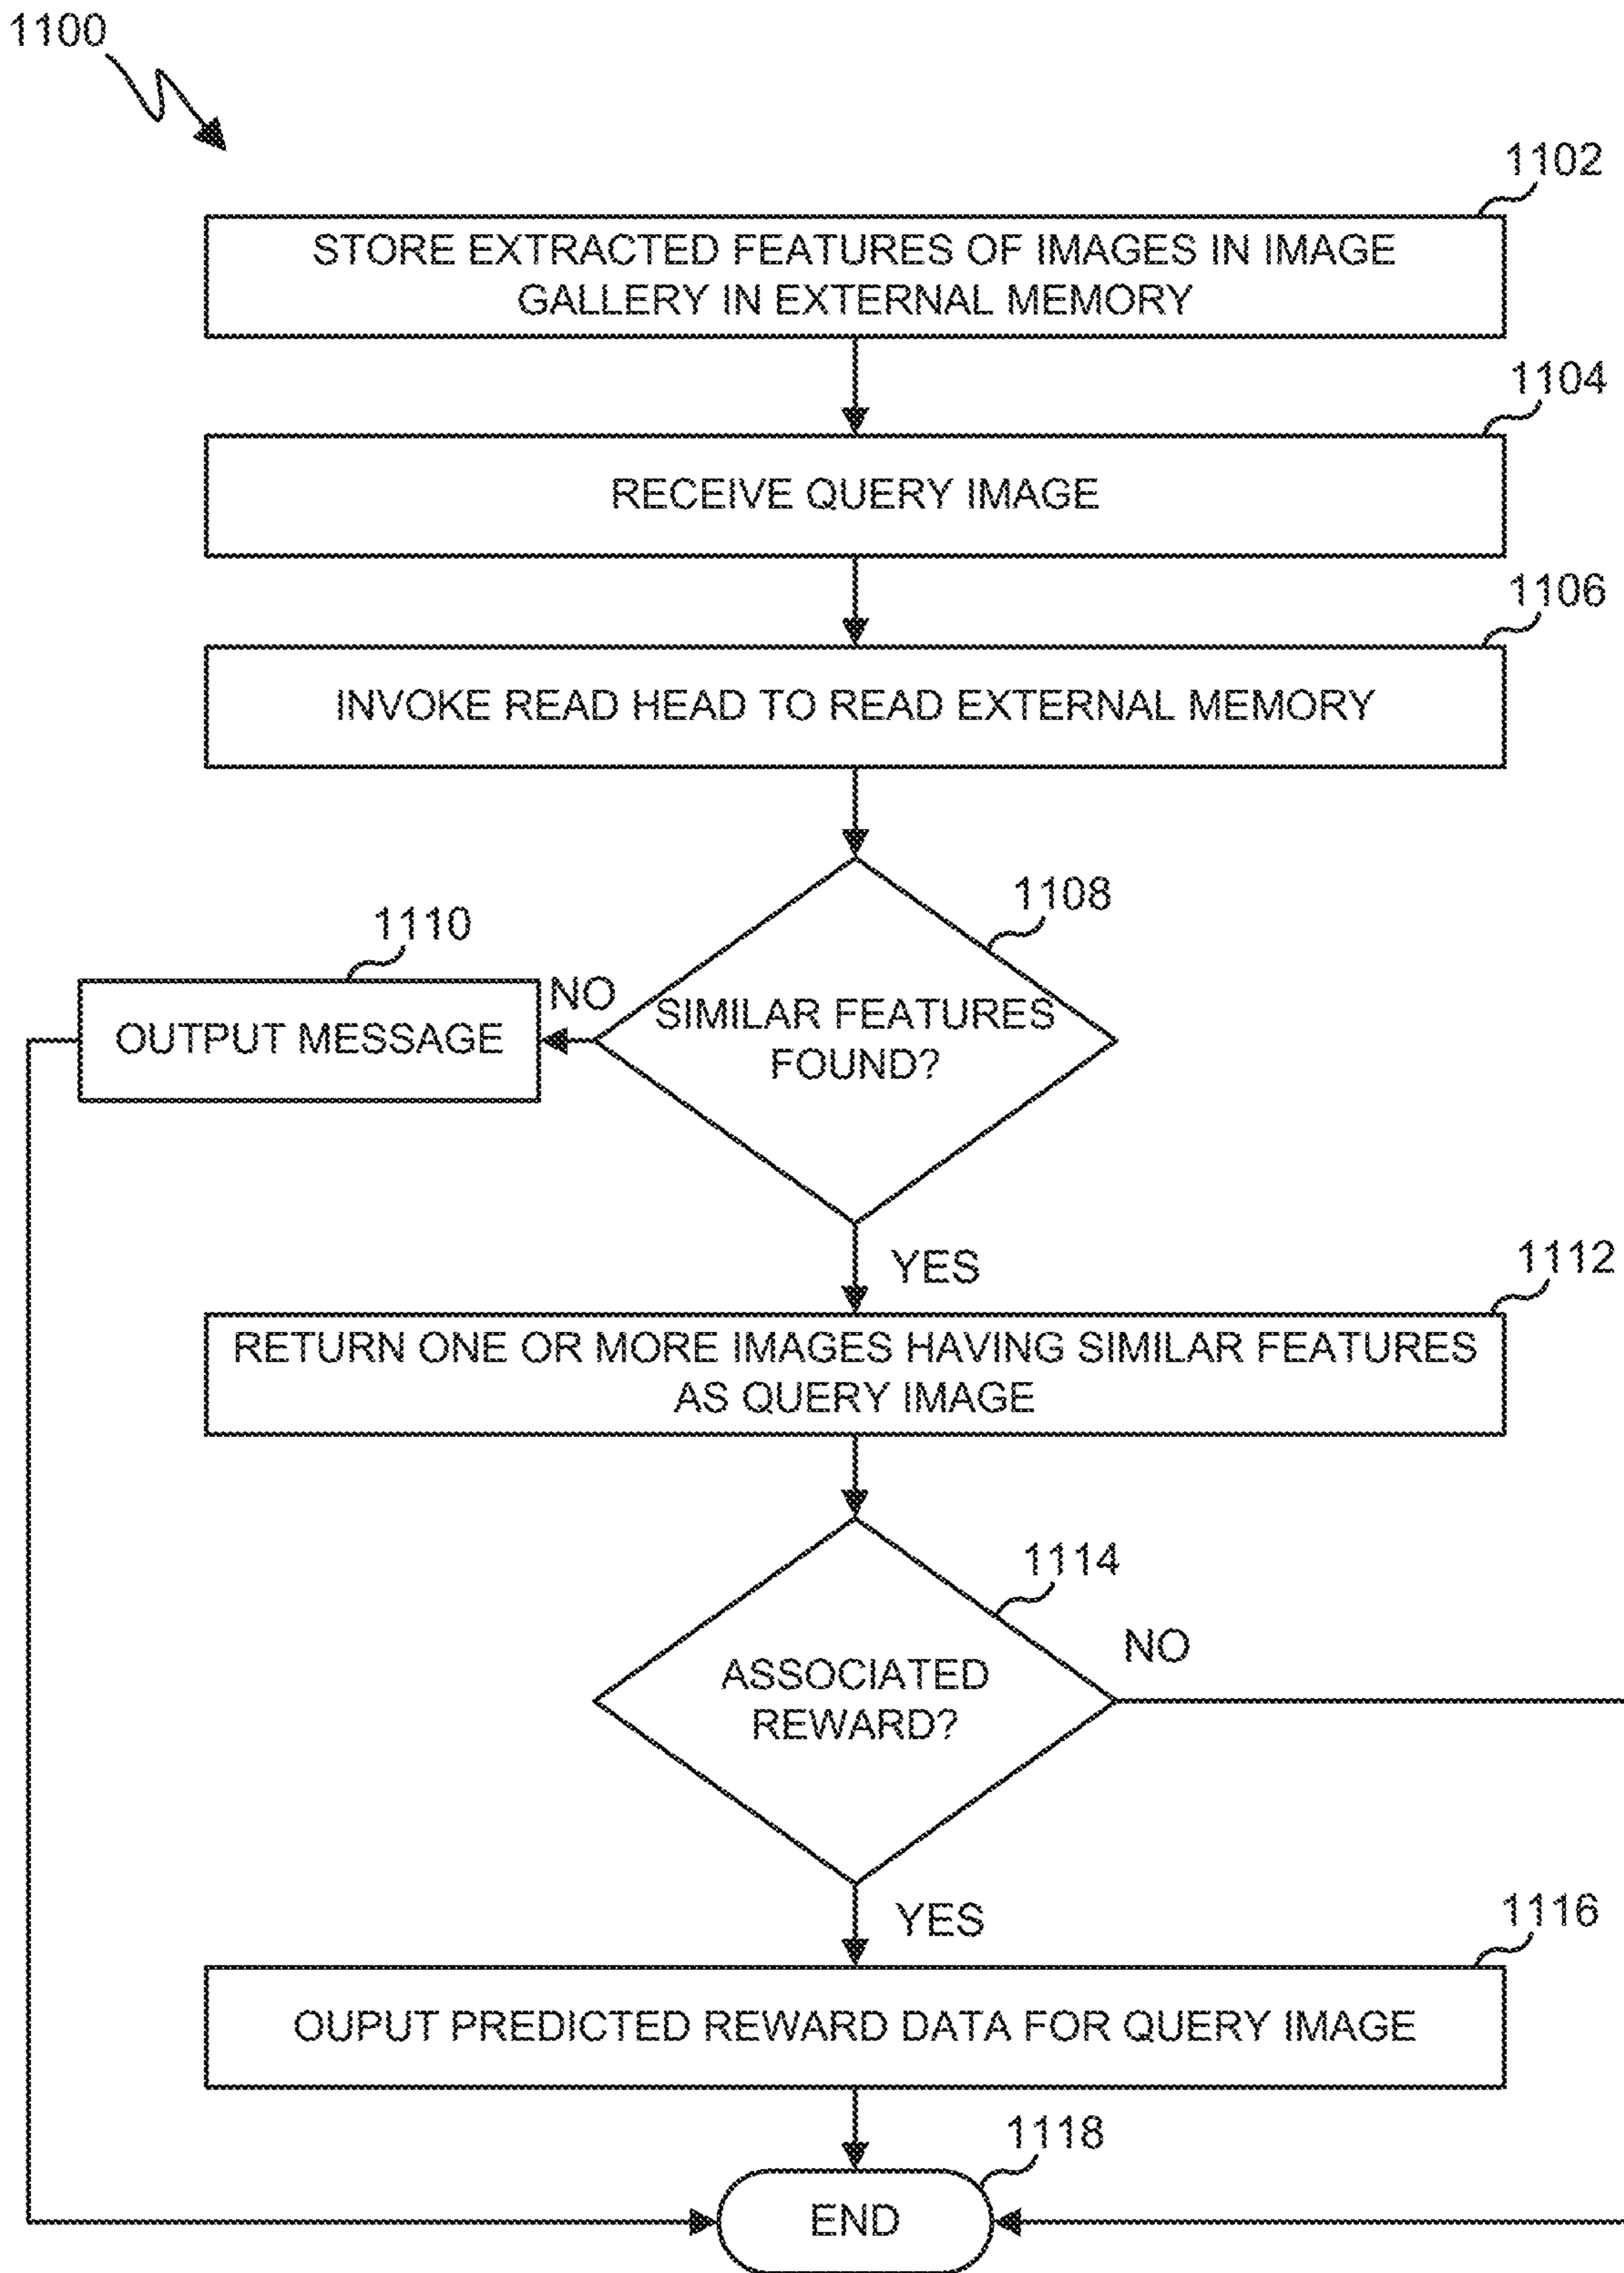 1100
1102
STORE EXTRACTED FEATURES OF IMAGES IN IMAGE
GALLERY IN EXTERNAL MEMORY
1104
RECEIVE QUERY IMAGE
1106
INVOKE READ HEAD TO READ EXTERNAL MEMORY
1108
1110
NO
SIMILAR FEATURES
FOUND?
OUTPUT MESSAGE
YES
1112
RETURN ONE OR MORE IMAGES HAVING SIMILAR FEATURES
AS QUERY IMAGE
1114
NO
ASSOCIATED
REWARD?
YES
1116
OUPUT PREDICTED REWARD DATA FOR QUERY IMAGE
1118
END